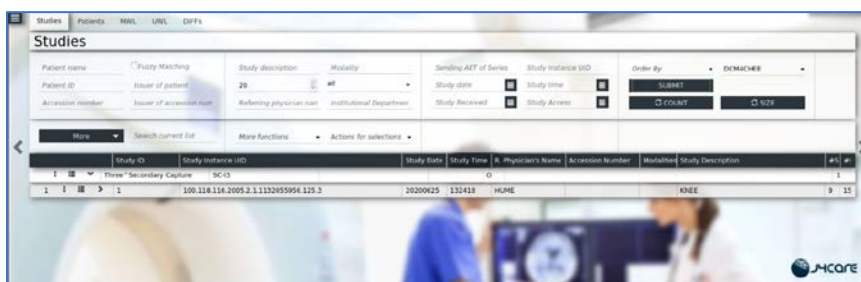 Studies Patients MWL UWL DIFFs
Studies
Patient name Fuzzy Matching Study description Modality Sending AET of Series Study Instance UID Order By DCM4CHEE
Patient ID Issuer of patient 20 all Study date Study time SUBMIT
Accession number Issuer of accession num Referring physician nam Institutional Departmen Study Received Study Access COUNT SIZE
More Search current list More functions Actions for selections
Study ID Study Instance UID Study Date Study Time R. Physician's Name Accession Number Modalities Study Description #S
1 Three^Secondary Capture SC-I3 O 1
1 1 100.118.116.2005.2.1.1132055956.125.3 20200625 132418 HUME KNEE 9 15
J4CARE